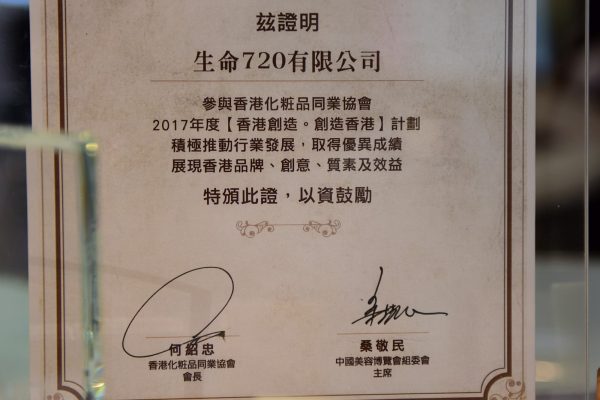 茲證明
生命720有限公司
參與香港化粧品同業協會
2017年度【香港創造。創造香港】計劃
積極推動行業發展，取得優異成績
展現香港品牌、創意、質素及效益
特頒此證，以資鼓勵
何紹忠
香港化粧品同業協會
會長
桑敬民
中國美容博覽會組委會
主席